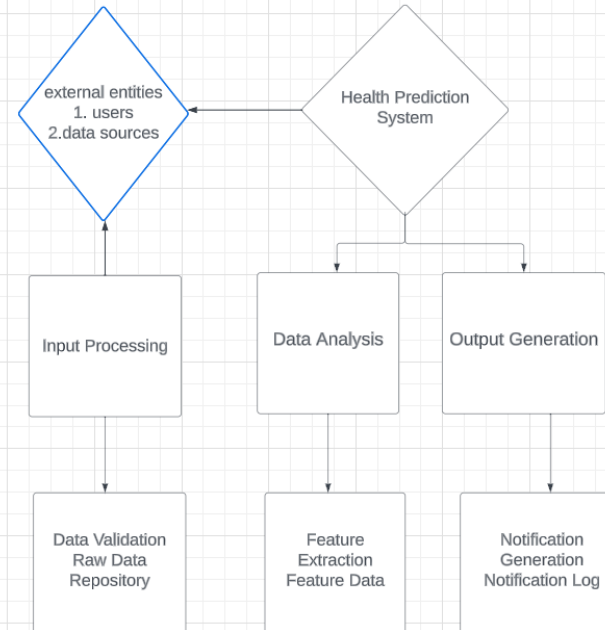 external entities
1. users
2.data sources
Health Prediction
System
Input Processing
Data Analysis
Output Generation
Data Validation
Raw Data
Repository
Feature
Extraction
Feature Data
Notification
Generation
Notification Log